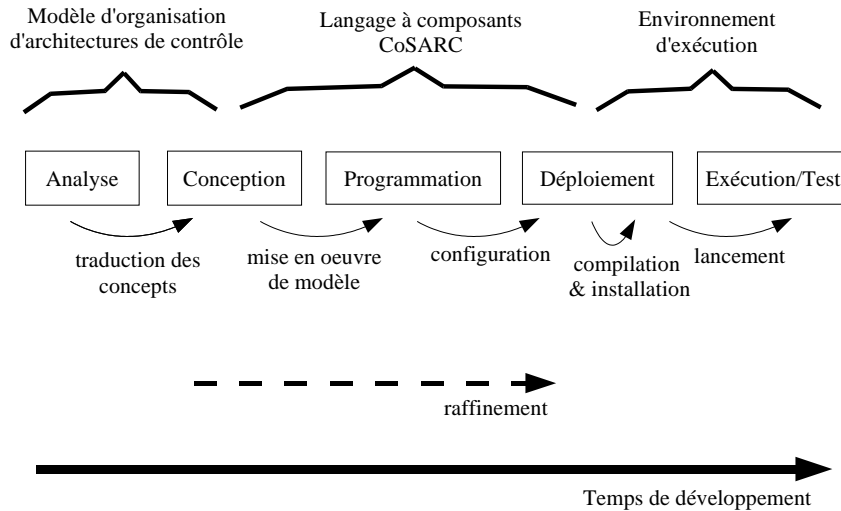 Modèle d'organisation
d'architectures de contrôle
Langage à composants
CoSARC
Environnement
d'exécution
Analyse
Conception
Programmation
Déploiement
Exécution/Test
traduction des
concepts
mise en oeuvre
de modèle
configuration
compilation
& installation
lancement
raffinement
Temps de développement